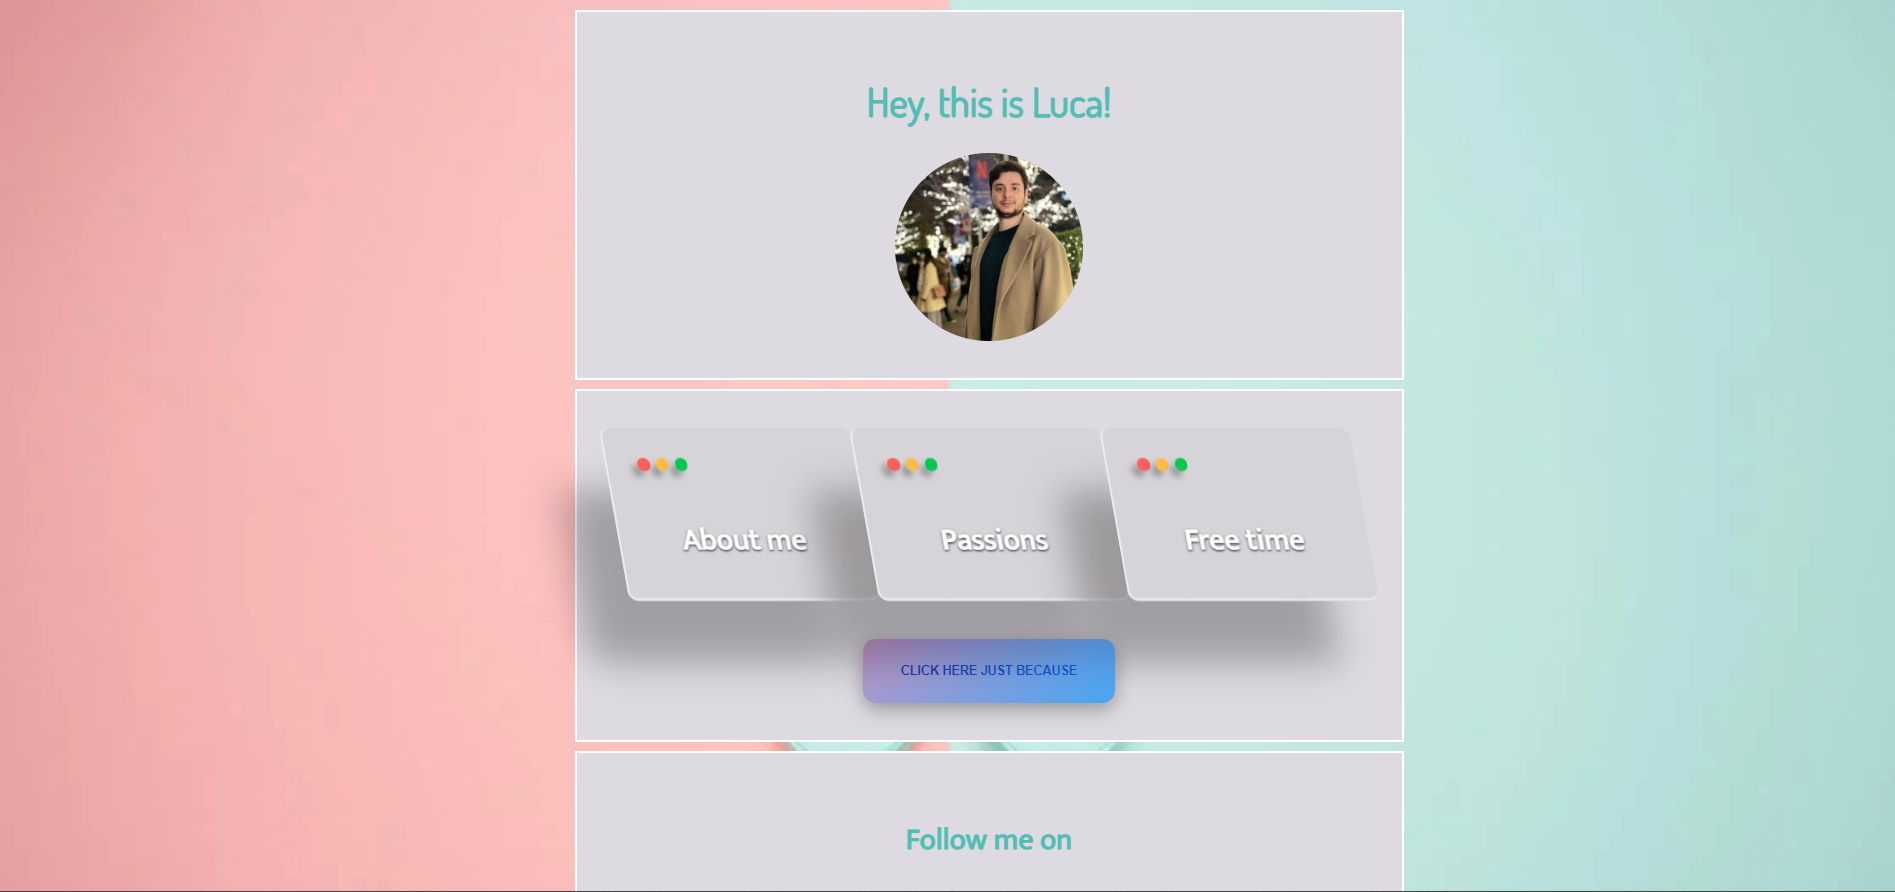 Hey, this is Luca!
N
About me
Passions
Free time
CLICK HERE JUST BECAUSE
Follow me on